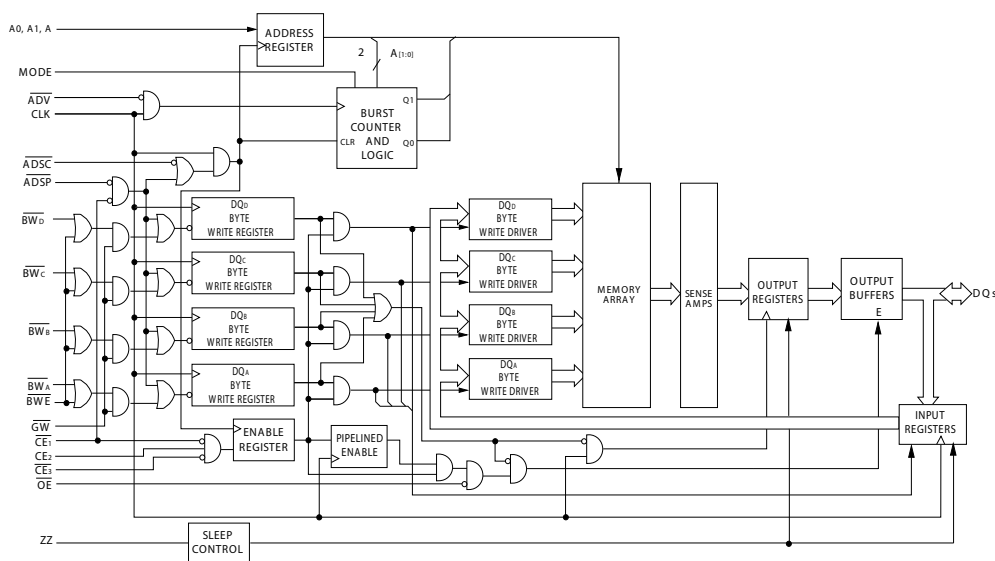 A0, A1, A
ADDRESS
REGISTER
2 A[1:0]
MODE
ADV
CLK
BURST
COUNTER
AND
LOGIC
CLR
Q1
Q0
ADSC
ADSP
BWD
BWC
BWB
BWA
BWE
GW
CE1
CE2
CE3
OE
ZZ
DQD
BYTE
WRITE REGISTER
DQC
BYTE
WRITE REGISTER
DQB
BYTE
WRITE REGISTER
DQA
BYTE
WRITE REGISTER
ENABLE
REGISTER
PIPELINED
ENABLE
SLEEP
CONTROL
DQD
BYTE
WRITE DRIVER
DQC
BYTE
WRITE DRIVER
DQB
BYTE
WRITE DRIVER
DQA
BYTE
WRITE DRIVER
MEMORY
ARRAY
SENSE
AMPS
OUTPUT
REGISTERS
OUTPUT
BUFFERS
E
DQs
INPUT
REGISTERS